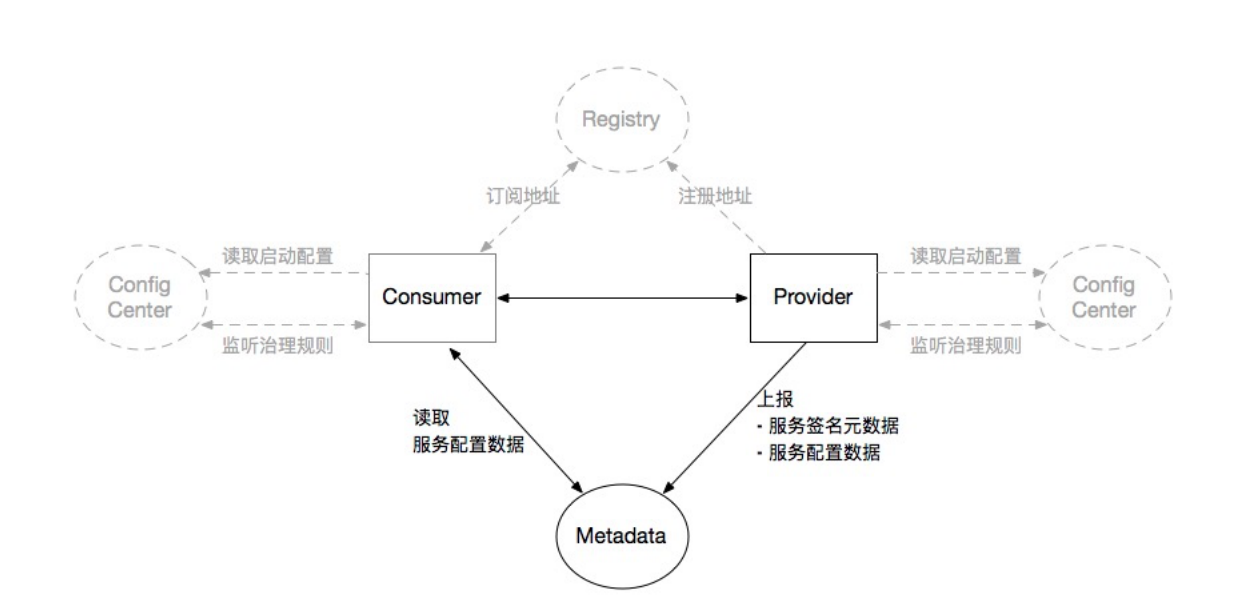 Registry
订阅地址
注册地址
读取启动配置
读取启动配置
Config
Center
Consumer
Provider
Config
Center
监听治理规则
监听治理规则
读取
服务配置数据
上报
- 服务签名元数据
- 服务配置数据
Metadata